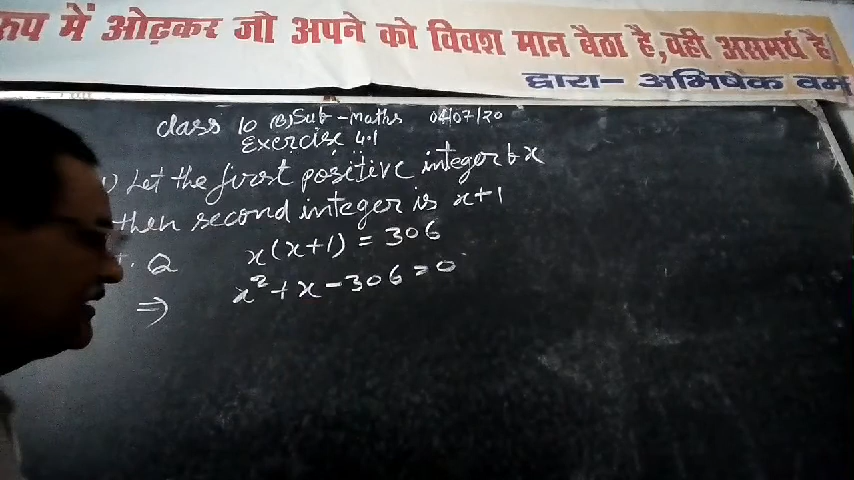 रूप में ओढ़कर जो अपने को विवश मान बैठा है, वही असमर्थ है।
द्वारा- अभिषेक वर्मा
class 10 (B) Sub-maths 04/07/20
Exercise 4.1
1) Let the first positive integer b x
then second integer is x+1
. Q x(x+1) = 306
⇒ x²+x-306=0